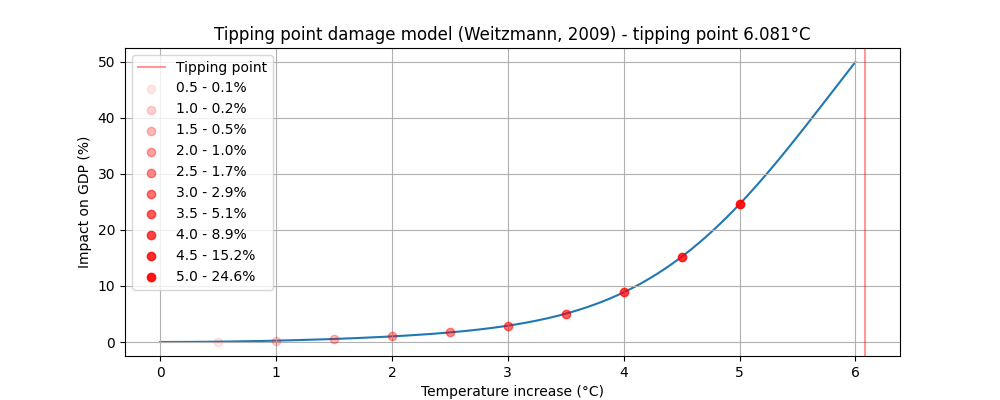 Tipping point damage model (Weitzmann, 2009) - tipping point 6.081°C
Impact on GDP (%)
50
40
30
20
10
0
Tipping point
0.5 - 0.1%
1.0 - 0.2%
1.5 - 0.5%
2.0 - 1.0%
2.5 - 1.7%
3.0 - 2.9%
3.5 - 5.1%
4.0 - 8.9%
4.5 - 15.2%
5.0 - 24.6%
0 1 2 3 4 5 6
Temperature increase (°C)